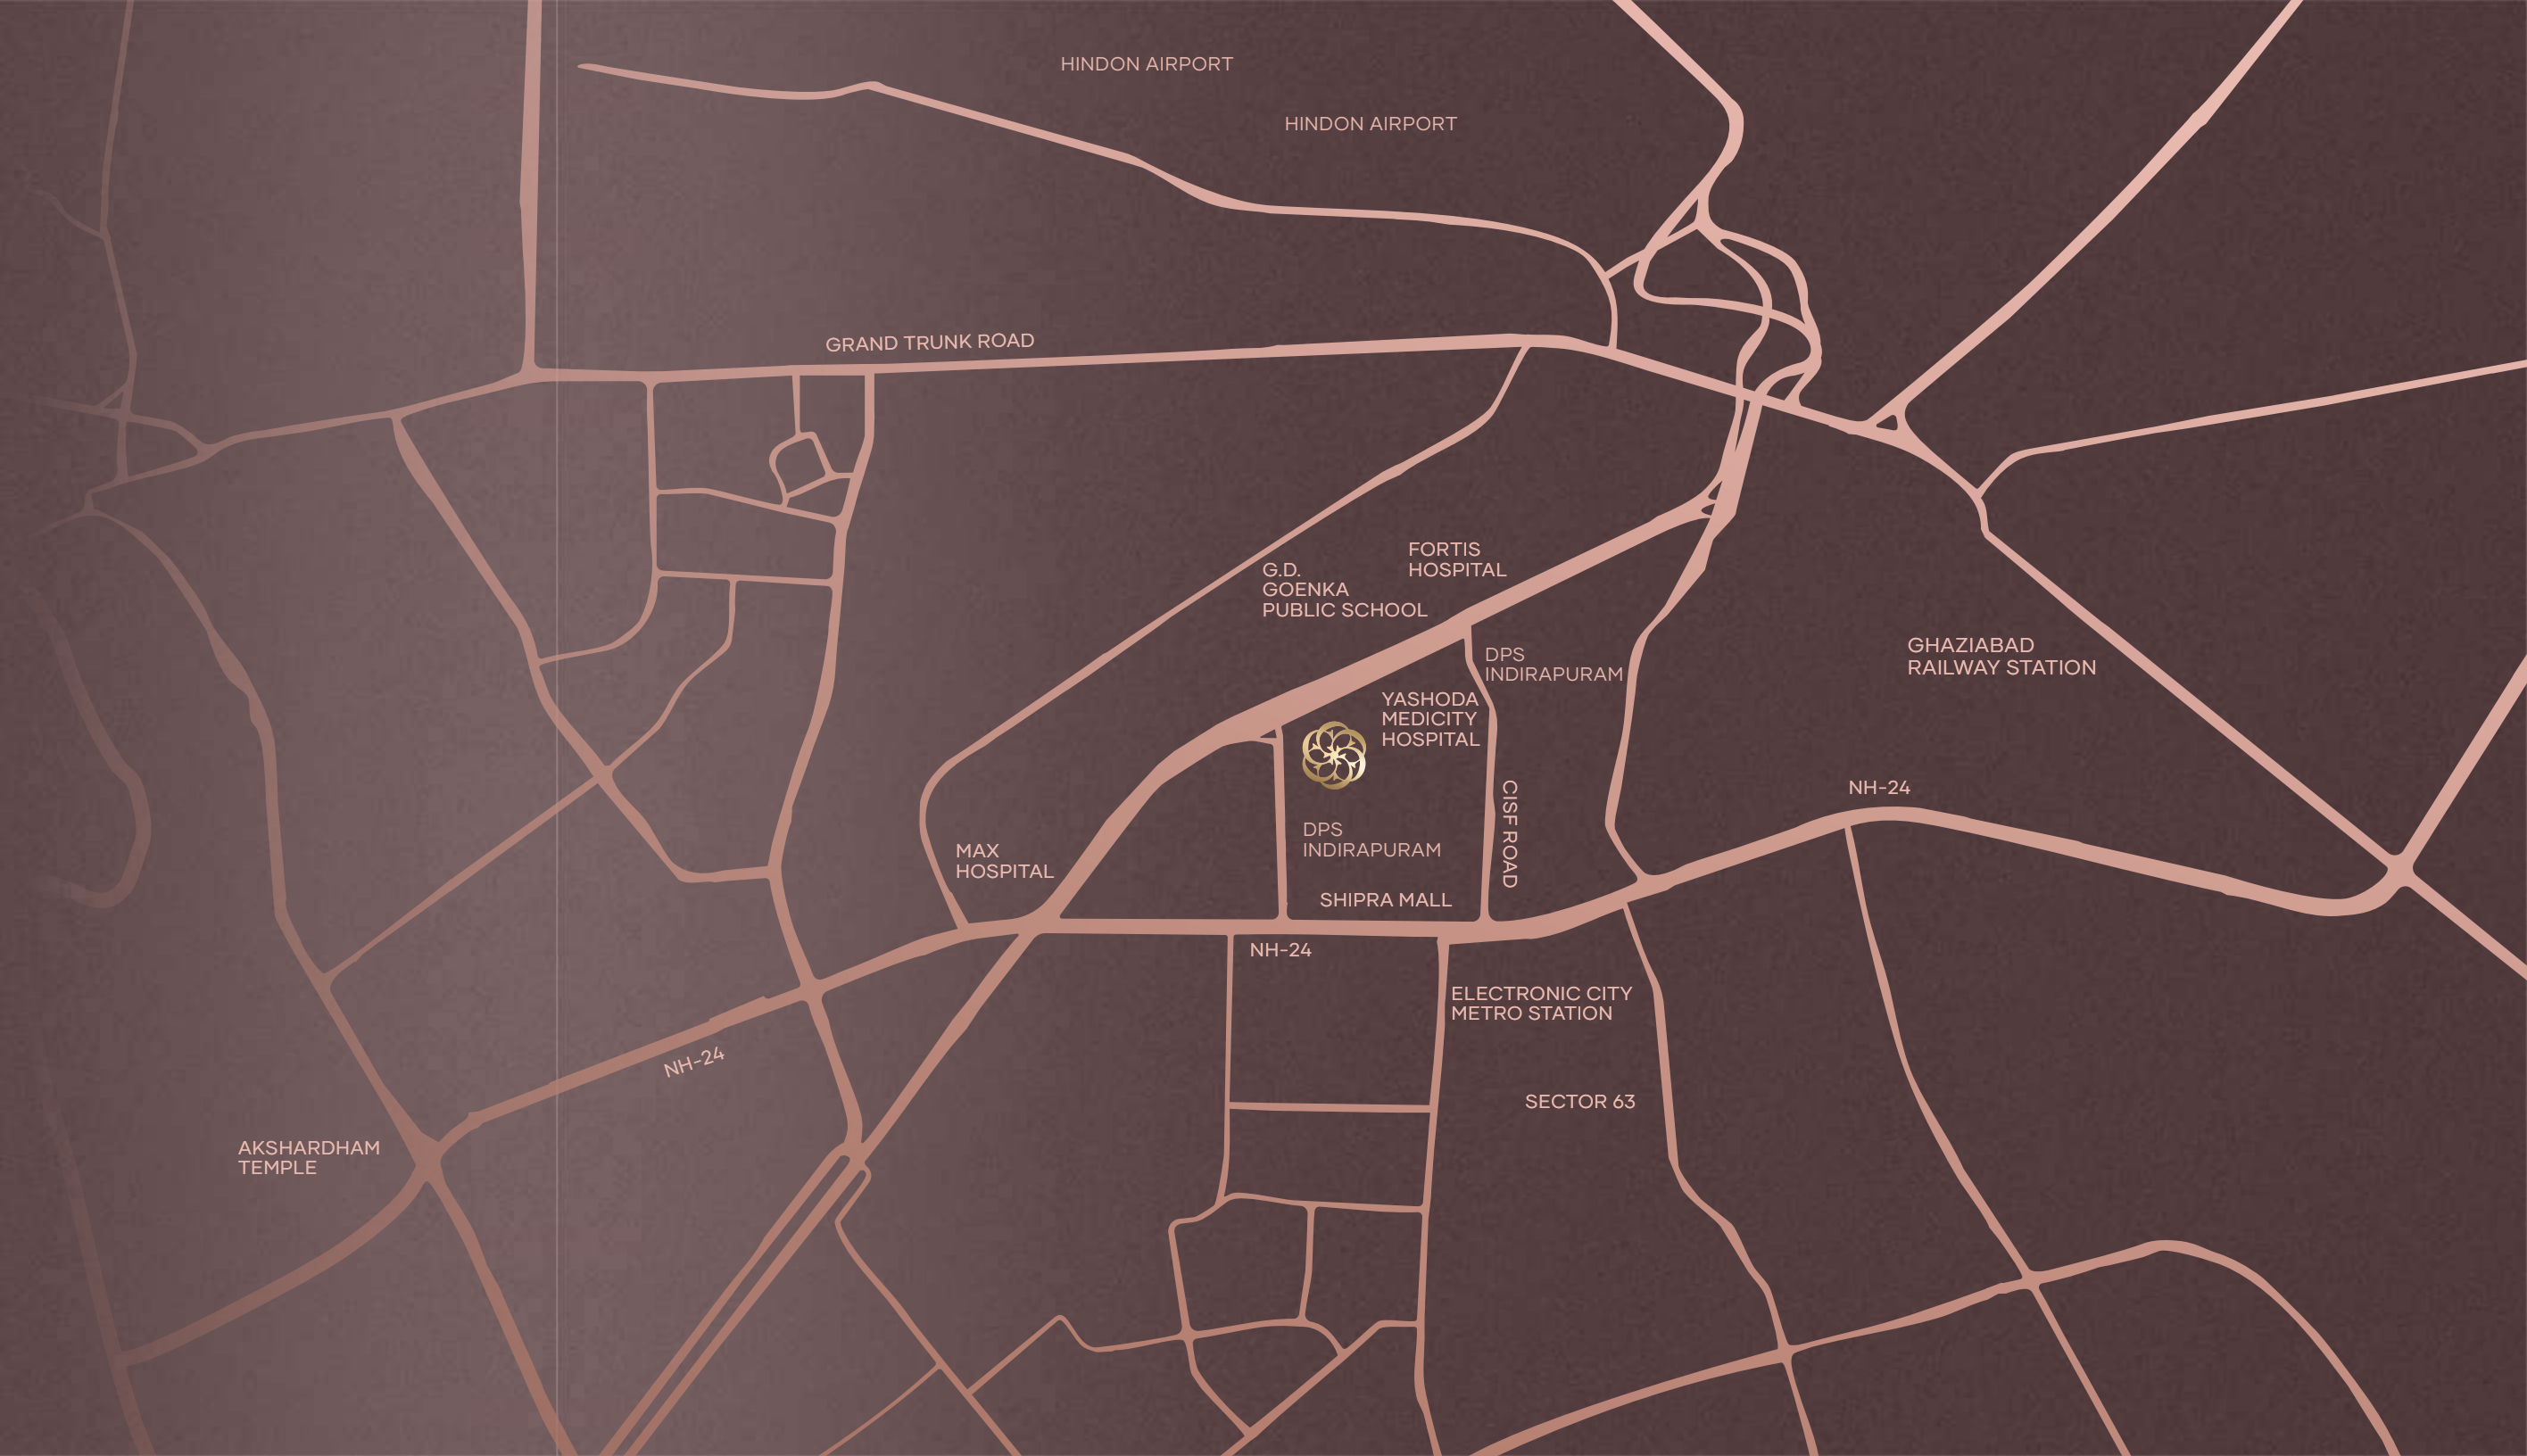 HINDON AIRPORT
HINDON AIRPORT
GRAND TRUNK ROAD
FORTIS
HOSPITAL
G.D.
GOENKA
PUBLIC SCHOOL
DPS
INDIRAPURAM
GHAZIABAD
RAILWAY STATION
YASHODA
MEDICITY
HOSPITAL
NH-24
CISF ROAD
DPS
INDIRAPURAM
MAX
HOSPITAL
SHIPRA MALL
NH-24
ELECTRONIC CITY
METRO STATION
NH-24
SECTOR 63
AKSHARDHAM
TEMPLE